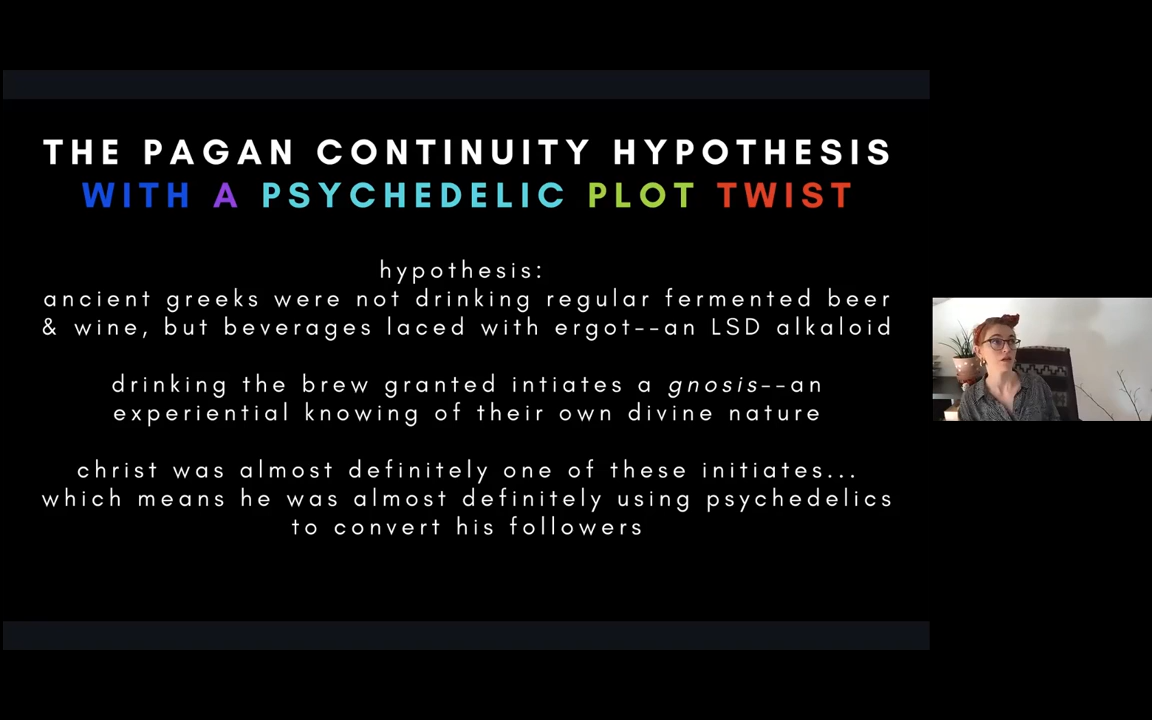 THE PAGAN CONTINUITY HYPOTHESIS
WITH A PSYCHEDELIC PLOT TWIST
hypothesis:
ancient greeks were not drinking regular fermented beer
& wine, but beverages laced with ergot--an LSD alkaloid
drinking the brew granted intiates a gnosis--an
experiential knowing of their own divine nature
christ was almost definitely one of these initiates...
which means he was almost definitely using psychedelics
to convert his followers